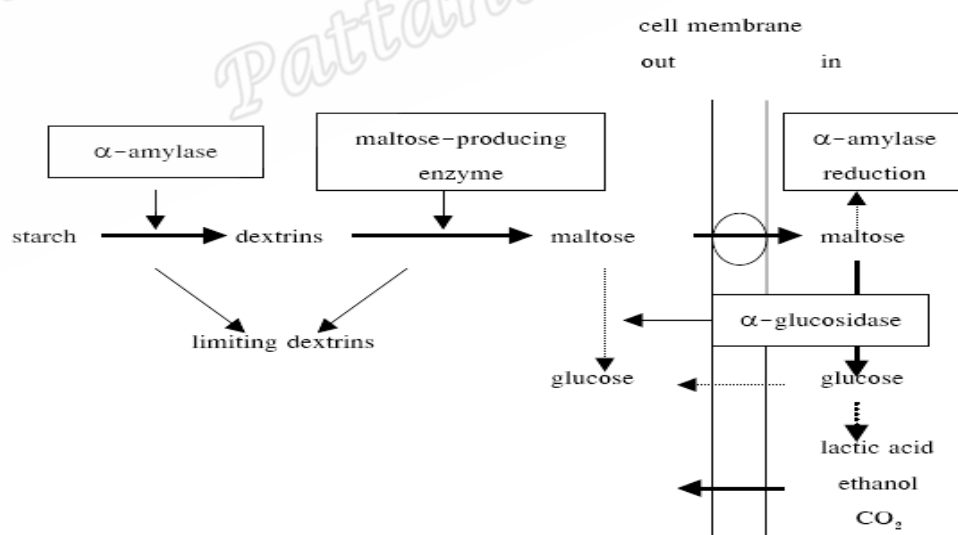 Pattan
cell membrane
out in
α-amylase
maltose-producing
enzyme
α-amylase
reduction
starch dextrins maltose maltose
α-glucosidase
limiting dextrins
glucose glucose
lactic acid
ethanol
CO₂